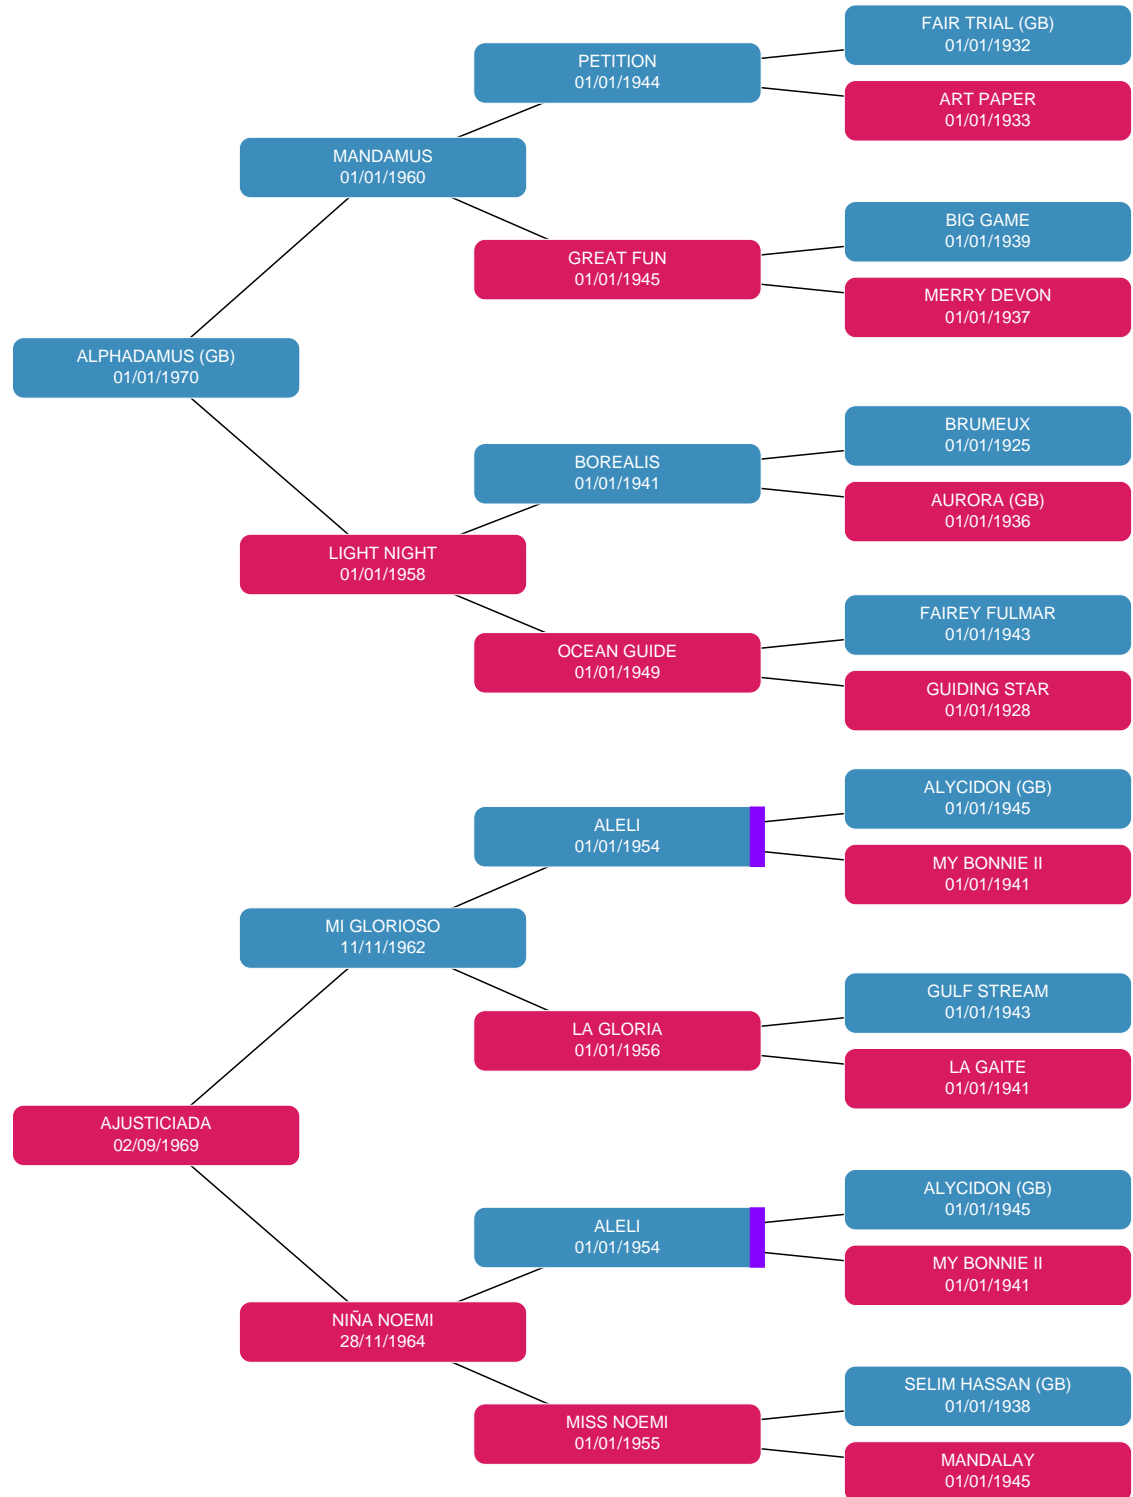 FAIR TRIAL (GB)
01/01/1932
PETITION
01/01/1944
ART PAPER
01/01/1933
MANDAMUS
01/01/1960
BIG GAME
01/01/1939
GREAT FUN
01/01/1945
MERRY DEVON
01/01/1937
ALPHADAMUS (GB)
01/01/1970
BRUMEUX
01/01/1925
BOREALIS
01/01/1941
AURORA (GB)
01/01/1936
LIGHT NIGHT
01/01/1958
FAIREY FULMAR
01/01/1943
OCEAN GUIDE
01/01/1949
GUIDING STAR
01/01/1928
ALYCIDON (GB)
01/01/1945
ALELI
01/01/1954
MY BONNIE II
01/01/1941
MI GLORIOSO
11/11/1962
GULF STREAM
01/01/1943
LA GLORIA
01/01/1956
LA GAITE
01/01/1941
AJUSTICIADA
02/09/1969
ALYCIDON (GB)
01/01/1945
ALELI
01/01/1954
MY BONNIE II
01/01/1941
NIÑA NOEMI
28/11/1964
SELIM HASSAN (GB)
01/01/1938
MISS NOEMI
01/01/1955
MANDALAY
01/01/1945